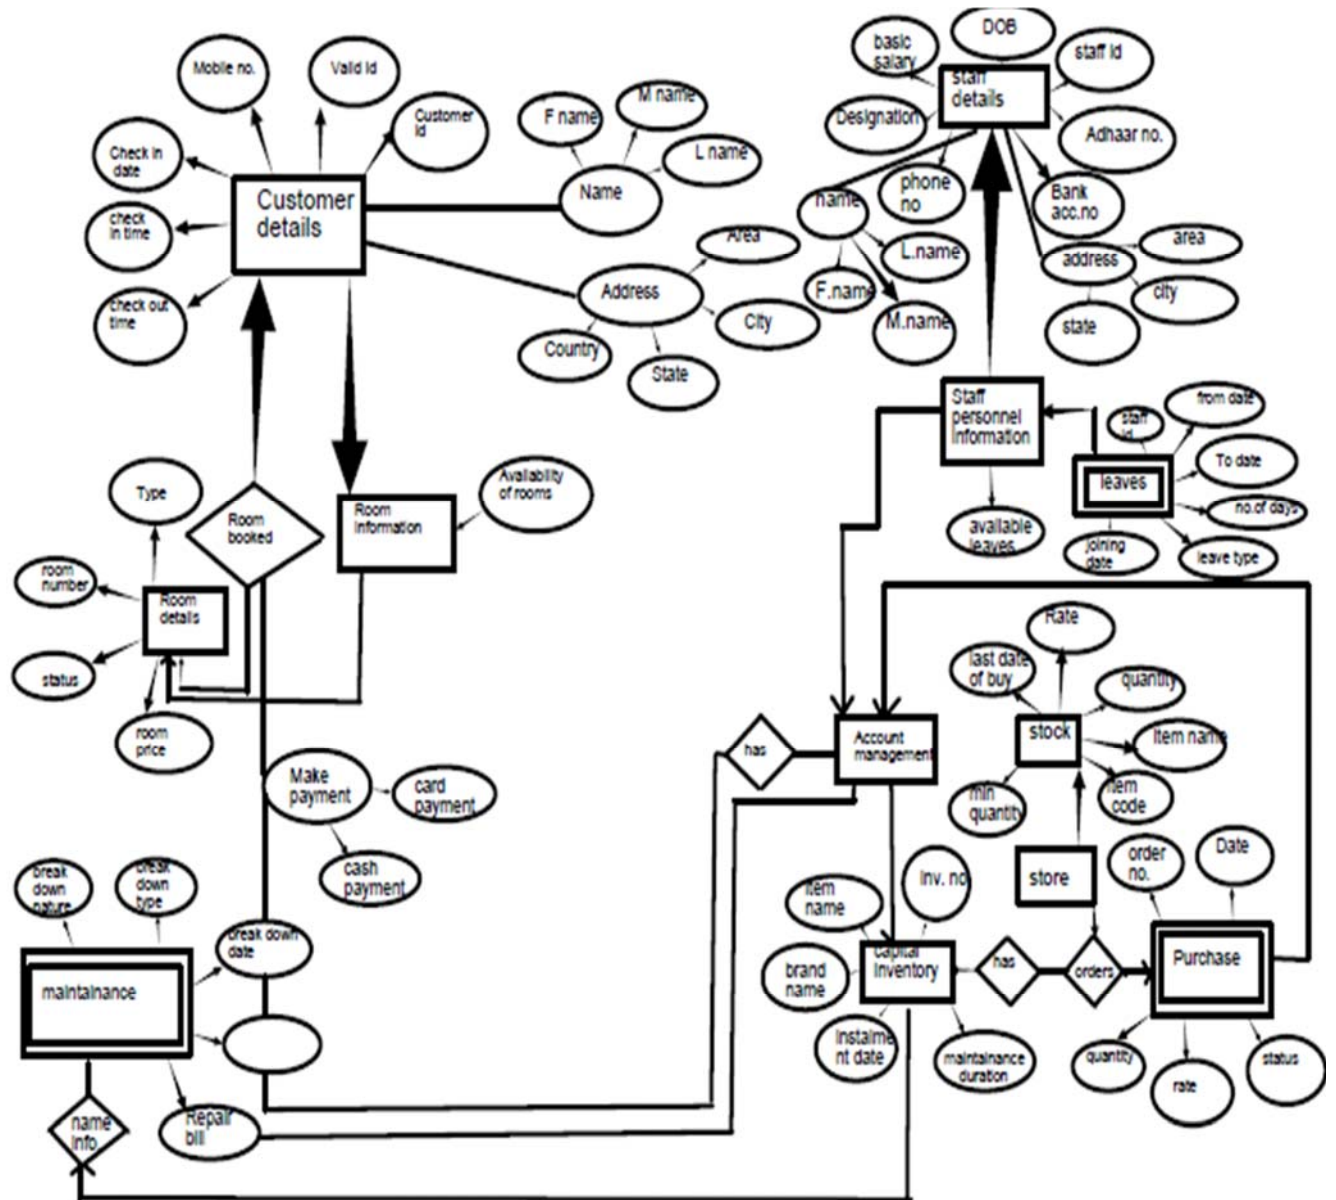 DOB
basic
salary
staff id
staff
details
Designation
Adhaar no.
phone
no
Bank
acc.no
name
L.name
F.name
M.name
address
area
city
state
Mobile no.
Valid id
Customer
id
Check in
date
check
in time
check out
time
Customer
details
F name
M name
L name
Name
Area
Address
City
Country
State
Staff
personnel
Information
from date
staff
id
To date
leaves
no.of days
joining
date
leave type
available
leaves
Type
Room
booked
Room
Information
Availability
of rooms
room
number
Room
details
status
room
price
Rate
last date
of buy
quantity
stock
item name
min
quantity
item
code
has
Account
management
Make
payment
card
payment
cash
payment
store
order
no.
Date
break
down
nature
break
down
type
break down
date
maintainance
Repair
bill
name
info
item
name
Inv. no
brand
name
capital
Inventory
has
orders
Purchase
instalme
nt date
maintainance
duration
quantity
rate
status